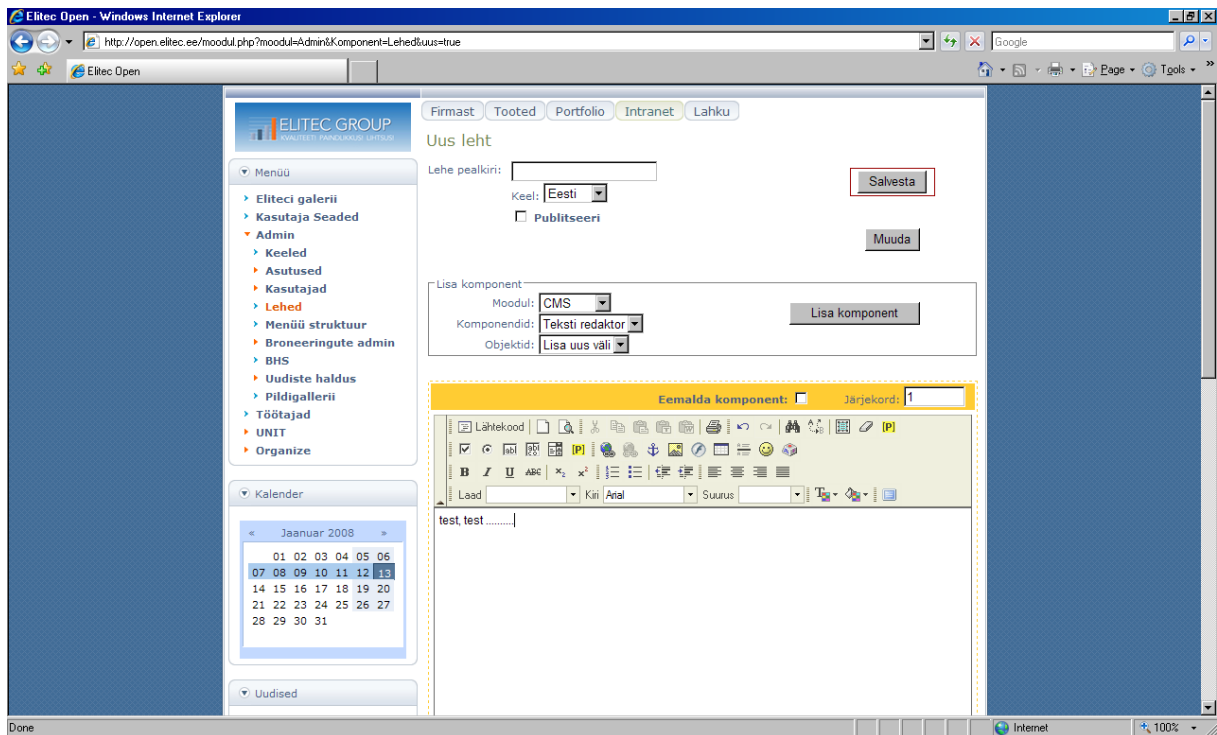 Elitec Open - Windows Internet Explorer
http://open.elitec.ee/moodul.php?moodul=Admin&Komponent=Lehed&uus=true
Google
Elitec Open
Page
Tools
ELITEC GROUP
KVALITEET! PAINDLIKKUS! ÜHTSUS!
Firmast
Tooted
Portfolio
Intranet
Lahku
Uus leht
Menüü
Eliteci galerii
Kasutaja Seaded
Admin
Keeled
Asutused
Kasutajad
Lehed
Menüü struktuur
Broneeringute admin
BHS
Uudiste haldus
Pildigallerii
Töötajad
UNIT
Organize
Kalender
« Jaanuar 2008 »
01 02 03 04 05 06
07 08 09 10 11 12 13
14 15 16 17 18 19 20
21 22 23 24 25 26 27
28 29 30 31
Uudised
Lehe pealkiri:
Keel: Eesti
Publitseeri
Salvesta
Muuda
Lisa komponent
Moodul: CMS
Komponendid: Teksti redaktor
Objektid: Lisa uus väli
Lisa komponent
Eemalda komponent:
Järjekord: 1
Lähtekood
[P]
[P]
B I U ABC x₂ x²
Laad
Kiri Arial
Suurus
test, test ..........
Done
Internet
100%